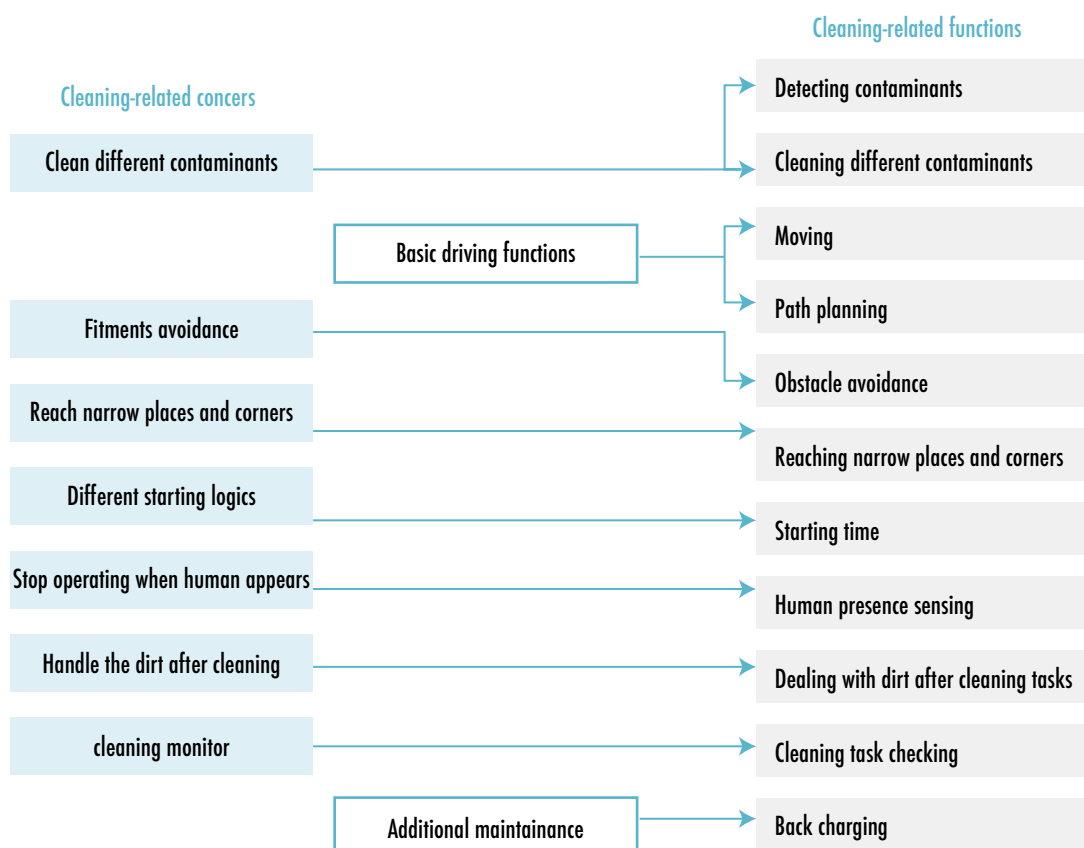 Cleaning-related functions
Cleaning-related concers
Detecting contaminants
Clean different contaminants
Cleaning different contaminants
Basic driving functions
Moving
Path planning
Fitments avoidance
Obstacle avoidance
Reach narrow places and corners
Reaching narrow places and corners
Different starting logics
Starting time
Stop operating when human appears
Human presence sensing
Handle the dirt after cleaning
Dealing with dirt after cleaning tasks
cleaning monitor
Cleaning task checking
Additional maintainance
Back charging